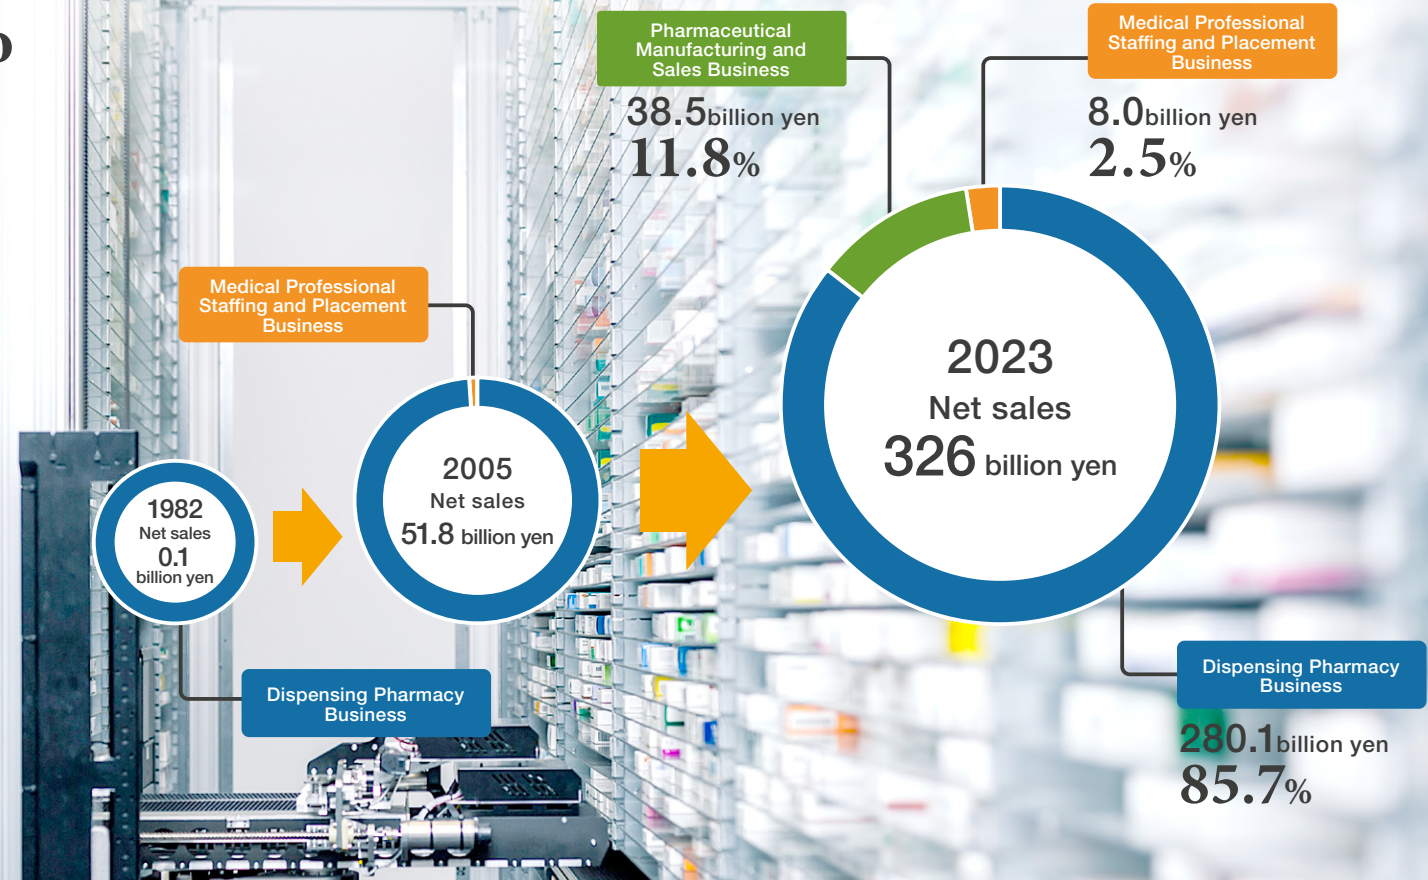 Pharmaceutical
Manufacturing and
Sales Business
38.5billion yen
11.8%
Medical Professional
Staffing and Placement
Business
8.0billion yen
2.5%
Medical Professional
Staffing and Placement
Business
1982
Net sales
0.1
billion yen
2005
Net sales
51.8 billion yen
2023
Net sales
326 billion yen
Dispensing Pharmacy
Business
Dispensing Pharmacy
Business
280.1billion yen
85.7%